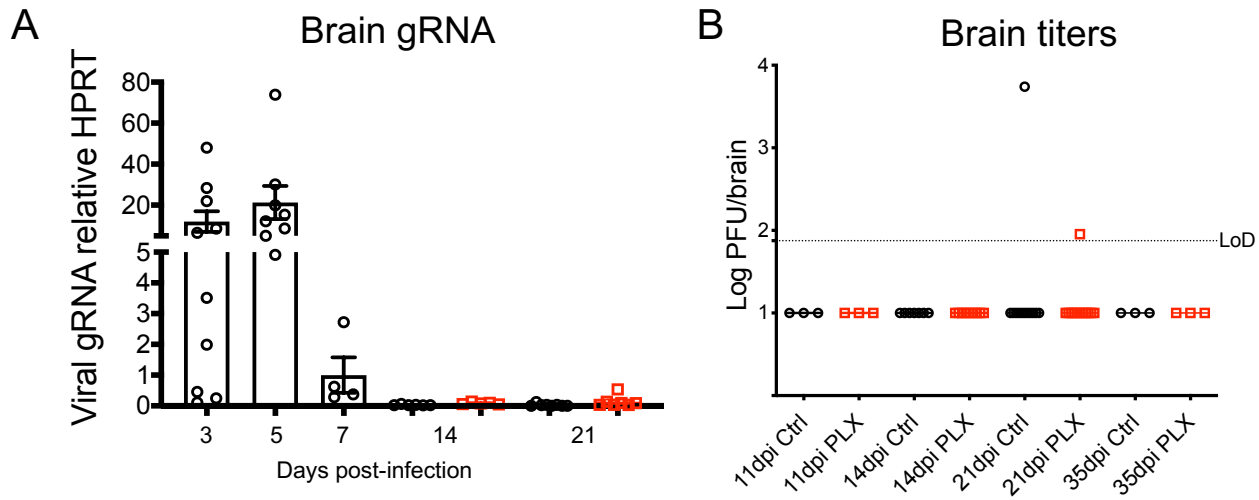 A
Brain gRNA
Viral gRNA relative HPRT
80
60
40
20
5
4
3
2
1
0
3
5
7
14
21
Days post-infection
B
Brain titers
Log PFU/brain
4
3
2
1
LoD
11dpi Ctrl
11dpi PLX
14dpi Ctrl
14dpi PLX
21dpi Ctrl
21dpi PLX
35dpi Ctrl
35dpi PLX